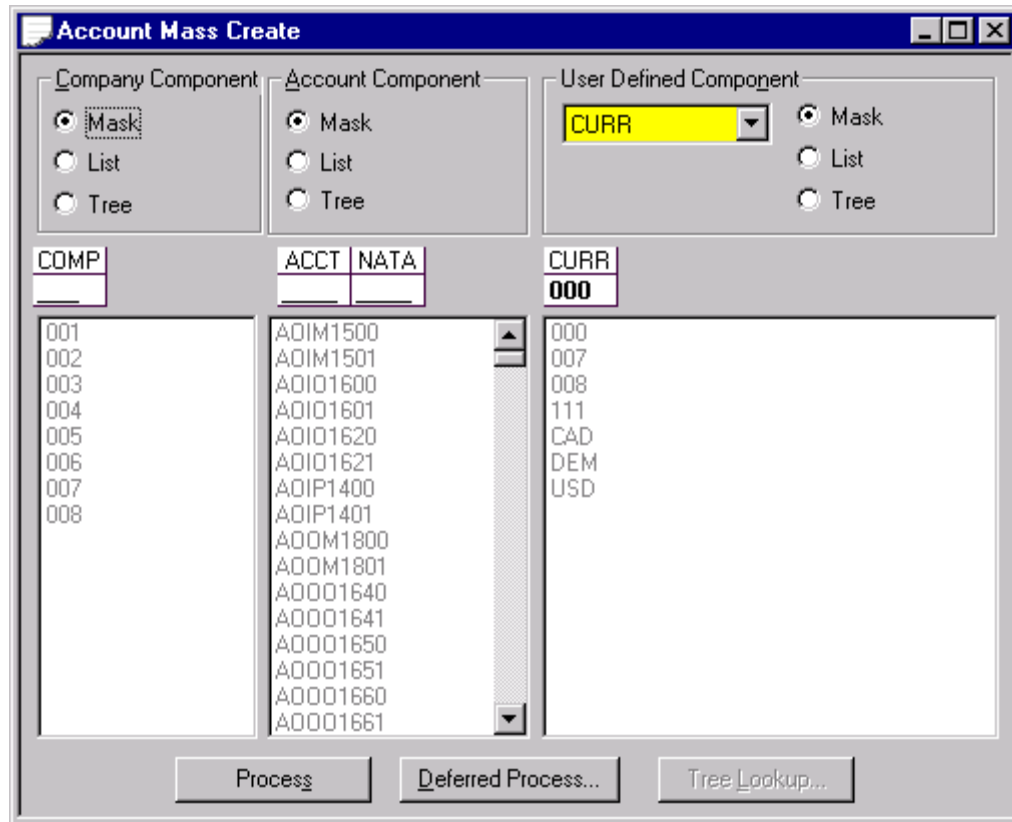 Account Mass Create
Company Component
Mask
List
Tree
Account Component
Mask
List
Tree
User Defined Component
CURR
Mask
List
Tree
COMP
___
ACCT NATA
____ ____
CURR
000
001
002
003
004
005
006
007
008
AOIM1500
AOIM1501
AOIO1600
AOIO1601
AOIO1620
AOIO1621
AOIP1400
AOIP1401
AOOM1800
AOOM1801
AOOO1640
AOOO1641
AOOO1650
AOOO1651
AOOO1660
AOOO1661
000
007
008
111
CAD
DEM
USD
Process
Deferred Process...
Tree Lookup...